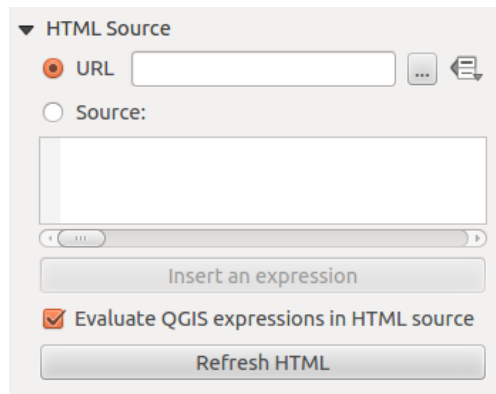 HTML Source
URL
...
Source:
Insert an expression
Evaluate QGIS expressions in HTML source
Refresh HTML